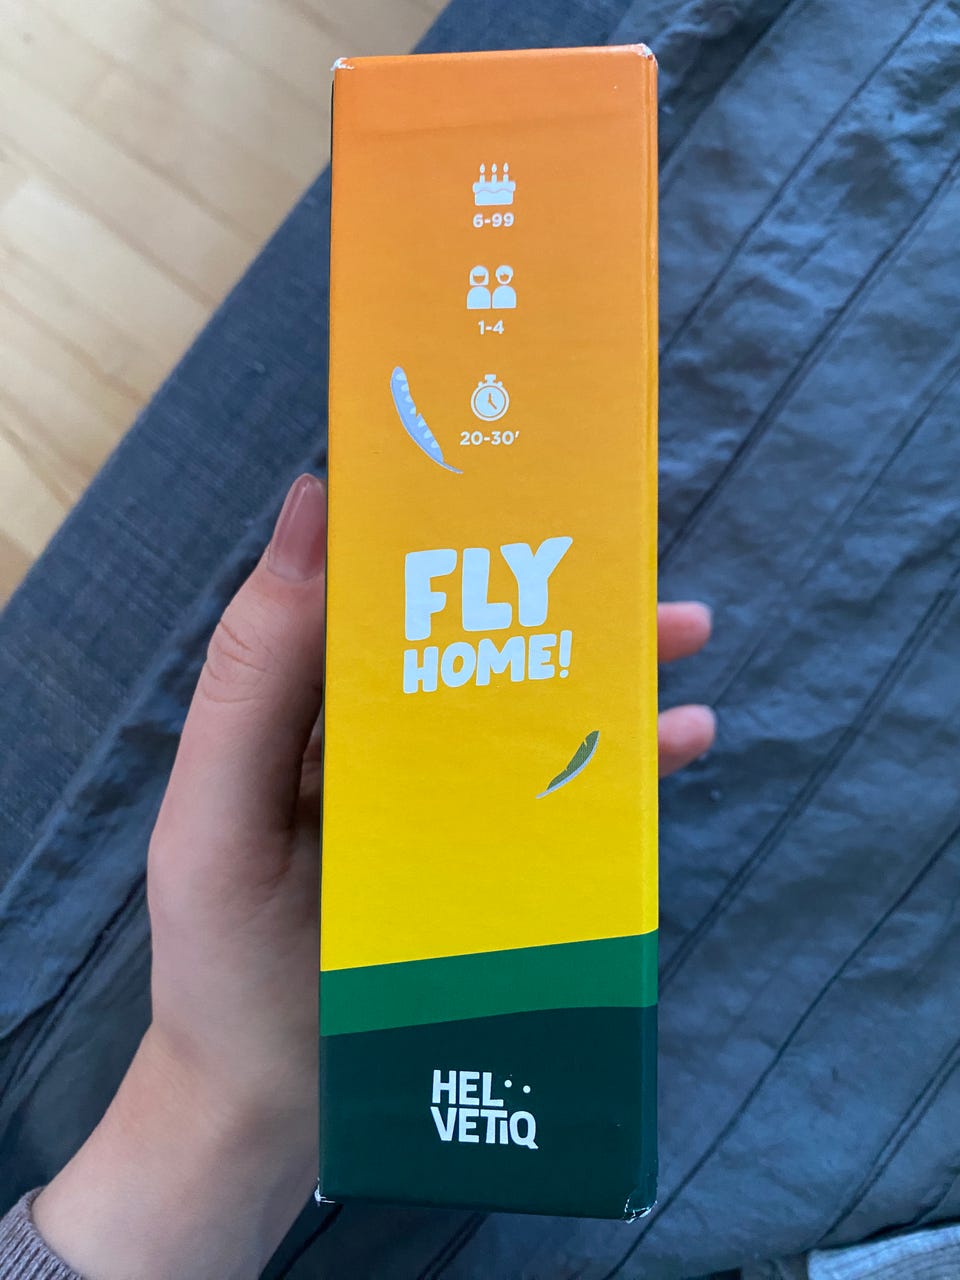 6-99
1-4
20-30'
FLY
HOME!
HEL
VETIQ